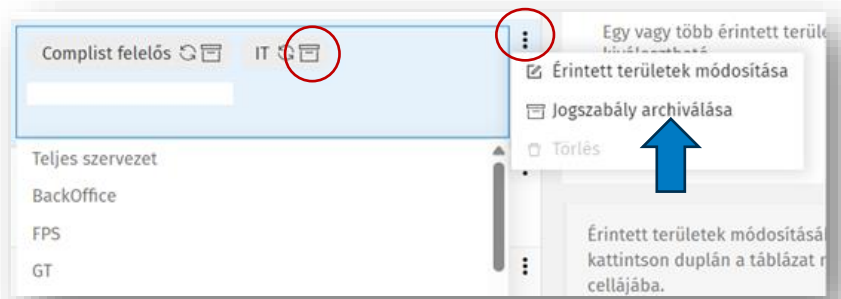 Complist felelős IT
Teljes szervezet
BackOffice
FPS
GT
Egy vagy több érintett terüle
Érintett területek módosítása
Jogszabály archiválása
Törlés
Érintett területek módosításá
kattintson duplán a táblázat
cellájába.